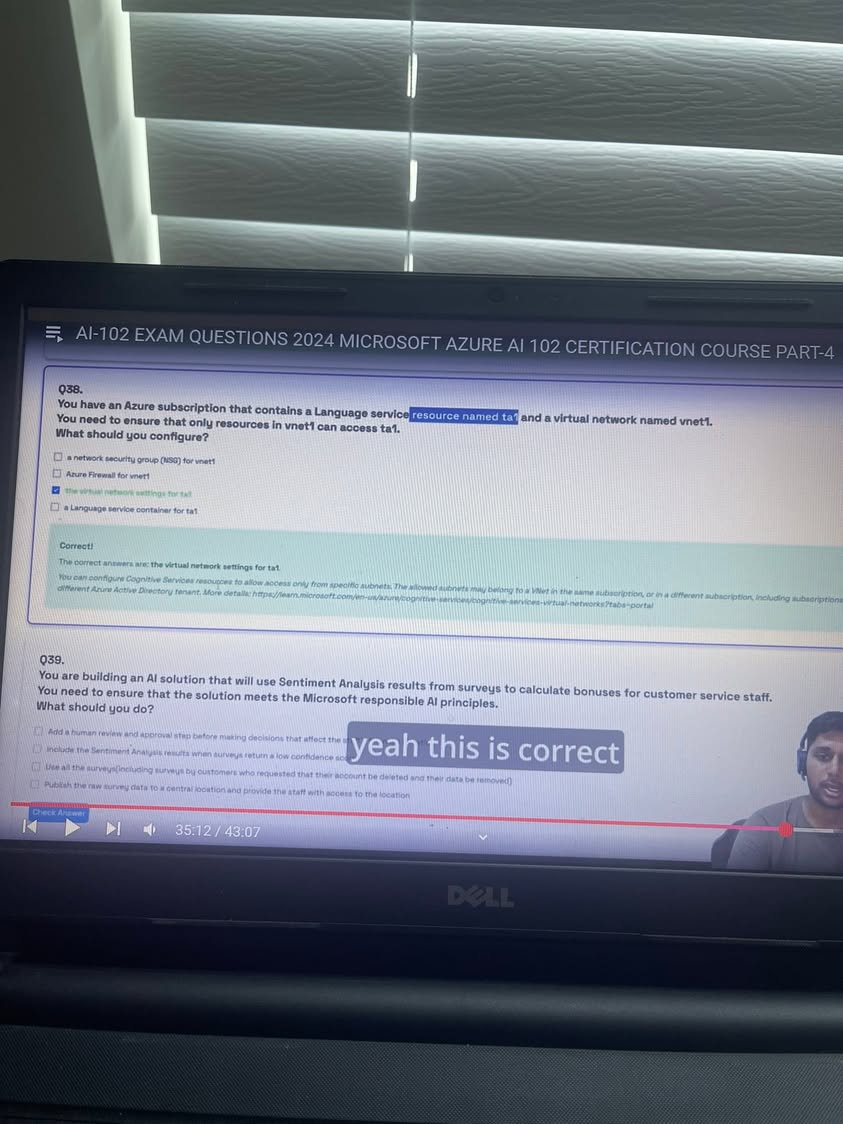 AI-102 EXAM QUESTIONS 2024 MICROSOFT AZURE AI 102 CERTIFICATION COURSE PART-4
Q38.
You have an Azure subscription that contains a Language service resource named ta1 and a virtual network named vnet1.
You need to ensure that only resources in vnet1 can access ta1.
What should you configure?
a network security group (NSG) for vnet1
Azure Firewall for vnet1
the virtual network settings for ta1
a Language service container for ta1
Correct!
The correct answers are: the virtual network settings for ta1.
You can configure Cognitive Services resources to allow access only from specific subnets. The allowed subnets may belong to a VNet in the same subscription, or in a different subscription, including subscriptions
different Azure Active Directory tenant. More details: https://learn.microsoft.com/en-us/azure/cognitive-services/cognitive-services-virtual-networks?tabs=portal
Q39.
You are building an AI solution that will use Sentiment Analysis results from surveys to calculate bonuses for customer service staff.
You need to ensure that the solution meets the Microsoft responsible AI principles.
What should you do?
Add a human review and approval step before making decisions that affect the s
Include the Sentiment Analysis results when surveys return a low confidence sc
yeah this is correct
Use all the surveys(including surveys by customers who requested that their account be deleted and their data be removed)
Publish the raw survey data to a central location and provide the staff with access to the location
Check Answer
35:12 / 43:07
DELL